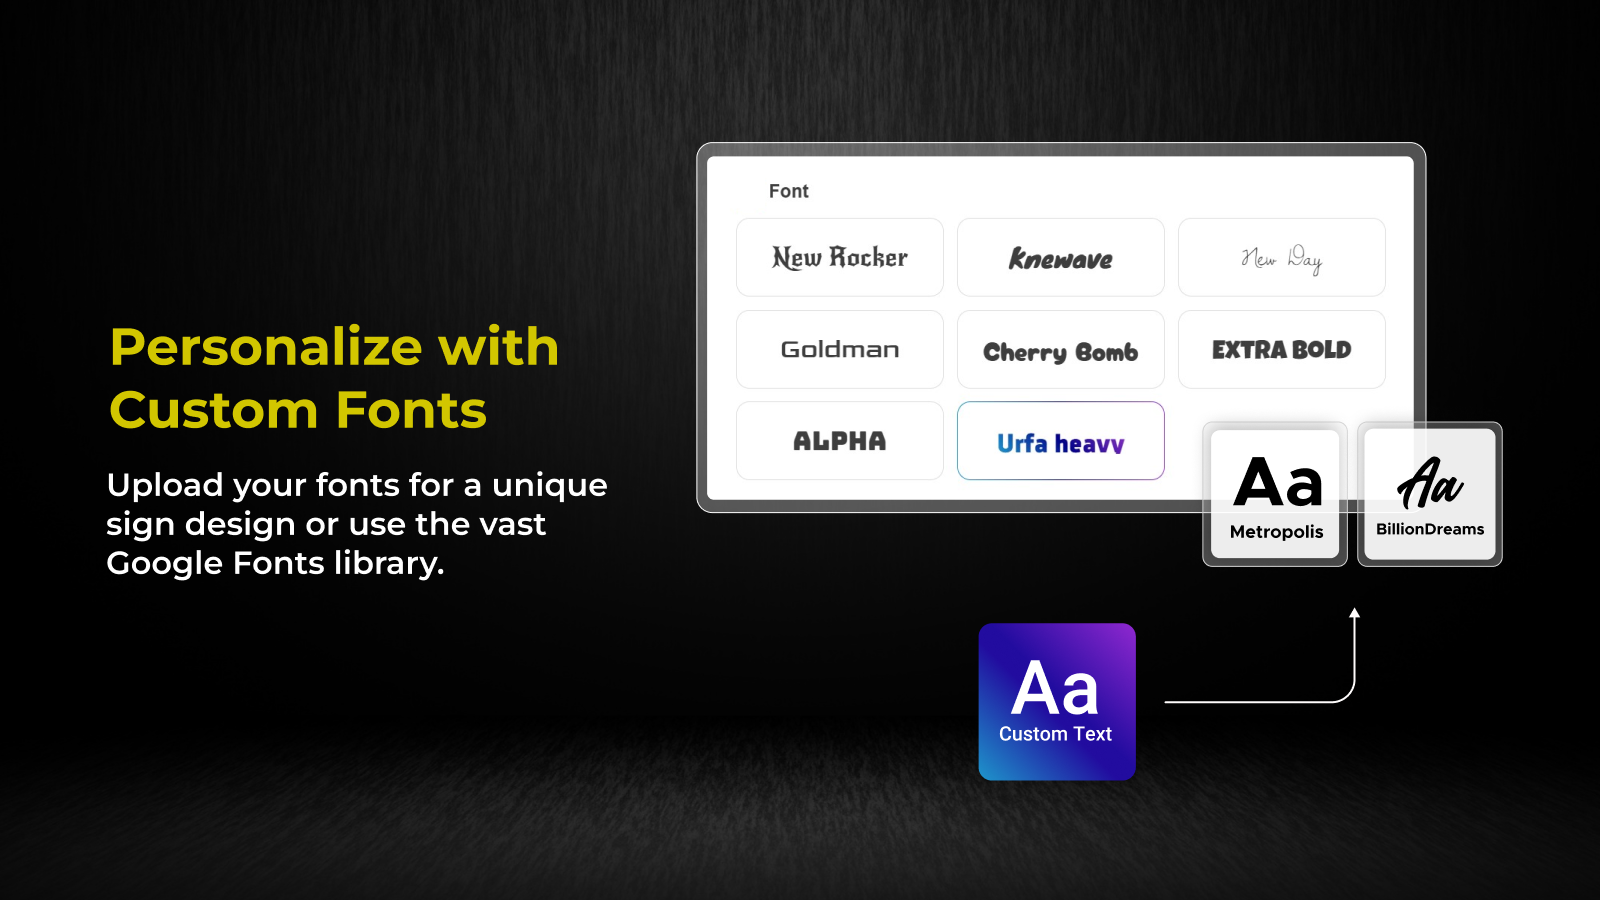 Personalize with
Custom Fonts
Upload your fonts for a unique
sign design or use the vast
Google Fonts library.
Font
New Rocker
Knewave
New Day
Goldman
Cherry Bomb
EXTRA BOLD
ALPHA
Urfa heavy
Aa
Metropolis
Aa
BillionDreams
Aa
Custom Text